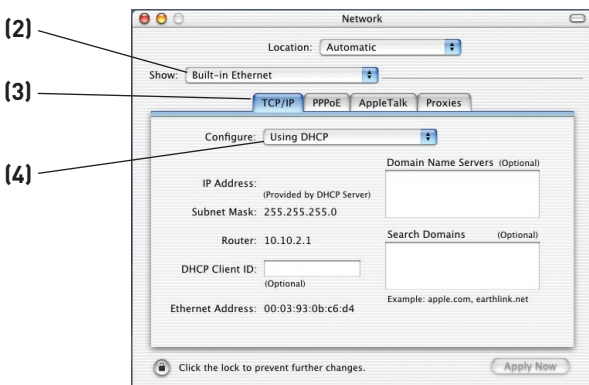 Network
(2)
Location: Automatic
Show: Built-in Ethernet
(3)
TCP/IP PPPoE AppleTalk Proxies
Configure: Using DHCP
(4)
Domain Name Servers (Optional)
IP Address:
(Provided by DHCP Server)
Subnet Mask: 255.255.255.0
Router: 10.10.2.1
Search Domains (Optional)
DHCP Client ID:
(Optional)
Example: apple.com, earthlink.net
Ethernet Address: 00:03:93:0b:c6:d4
Click the lock to prevent further changes.
Apply Now